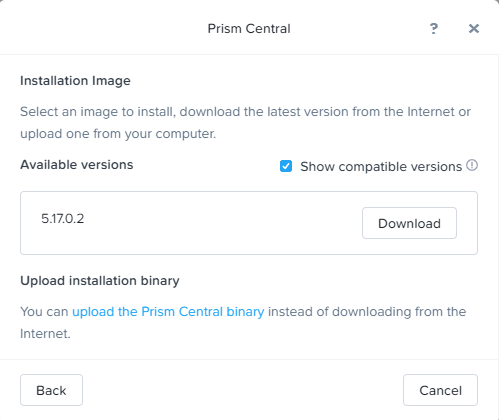 Prism Central
?
Installation Image
Select an image to install, download the latest version from the Internet or
upload one from your computer.
Available versions
Show compatible versions
5.17.0.2
Download
Upload installation binary
You can upload the Prism Central binary instead of downloading from the
Internet.
Back
Cancel